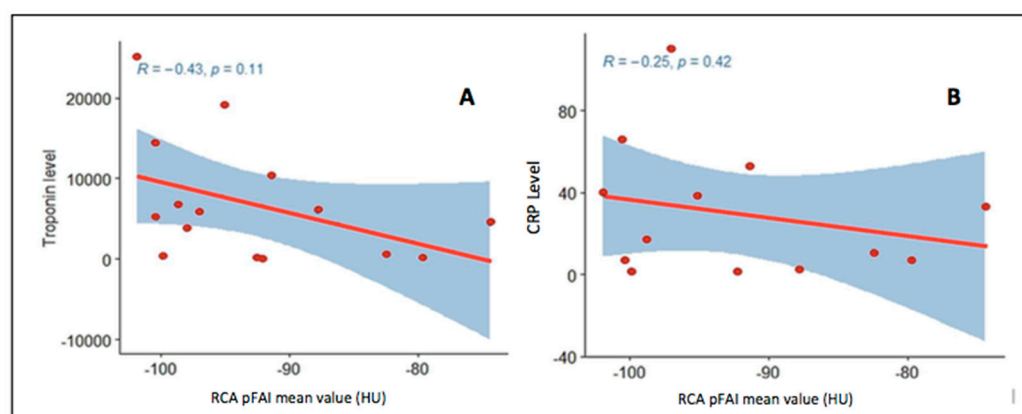 R = −0.43, p = 0.11
A
20000
10000
0
-10000
Troponin level
-100
-90
-80
RCA pFAI mean value (HU)
R = −0.25, p = 0.42
B
80
40
0
-40
CRP Level
-100
-90
-80
RCA pFAI mean value (HU)